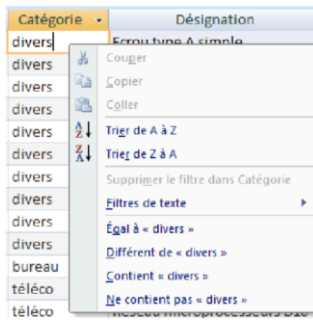 Catégorie Désignation
divers Ecrou type A simple
divers Couper
divers Copier
divers Coller
divers Trier de A à Z
divers Trier de Z à A
divers Supprimer le filtre dans Catégorie
divers Filtres de texte
divers Égal à « divers »
divers Différent de « divers »
bureau Contient « divers »
téléco Ne contient pas « divers »
téléco Réseau microprocesseurs